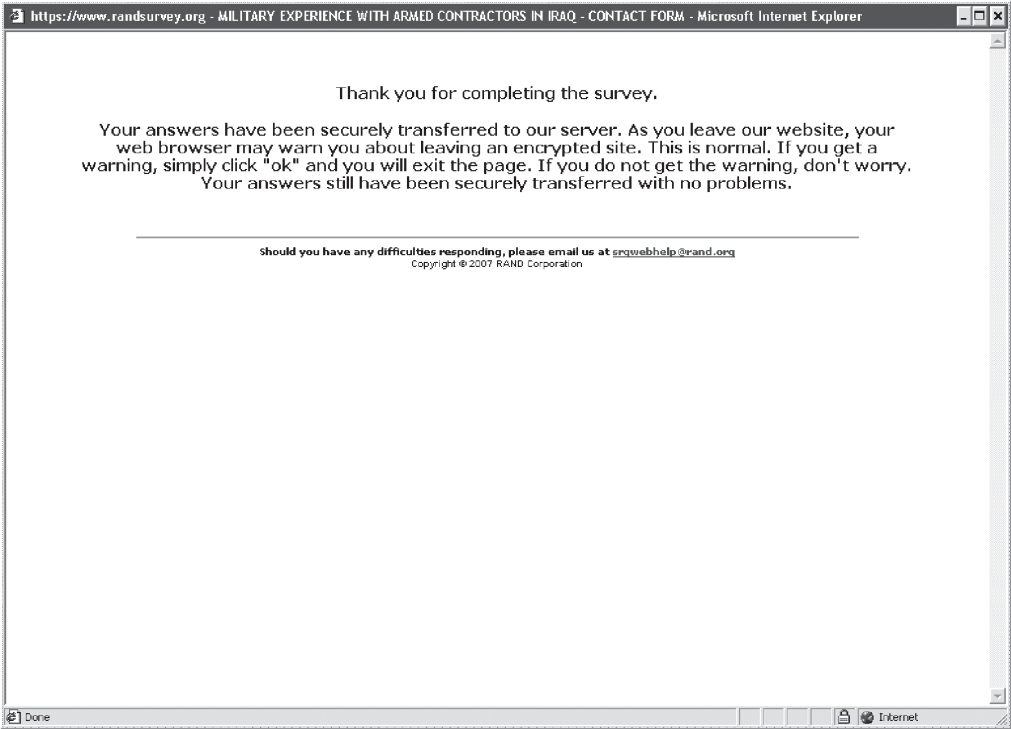 https://www.randsurvey.org - MILITARY EXPERIENCE WITH ARMED CONTRACTORS IN IRAQ - CONTACT FORM - Microsoft Internet Explorer
Thank you for completing the survey.
Your answers have been securely transferred to our server. As you leave our website, your
web browser may warn you about leaving an encrypted site. This is normal. If you get a
warning, simply click "ok" and you will exit the page. If you do not get the warning, don't worry.
Your answers still have been securely transferred with no problems.
Should you have any difficulties responding, please email us at srgwebhelp@rand.org
Copyright © 2007 RAND Corporation
Done
Internet